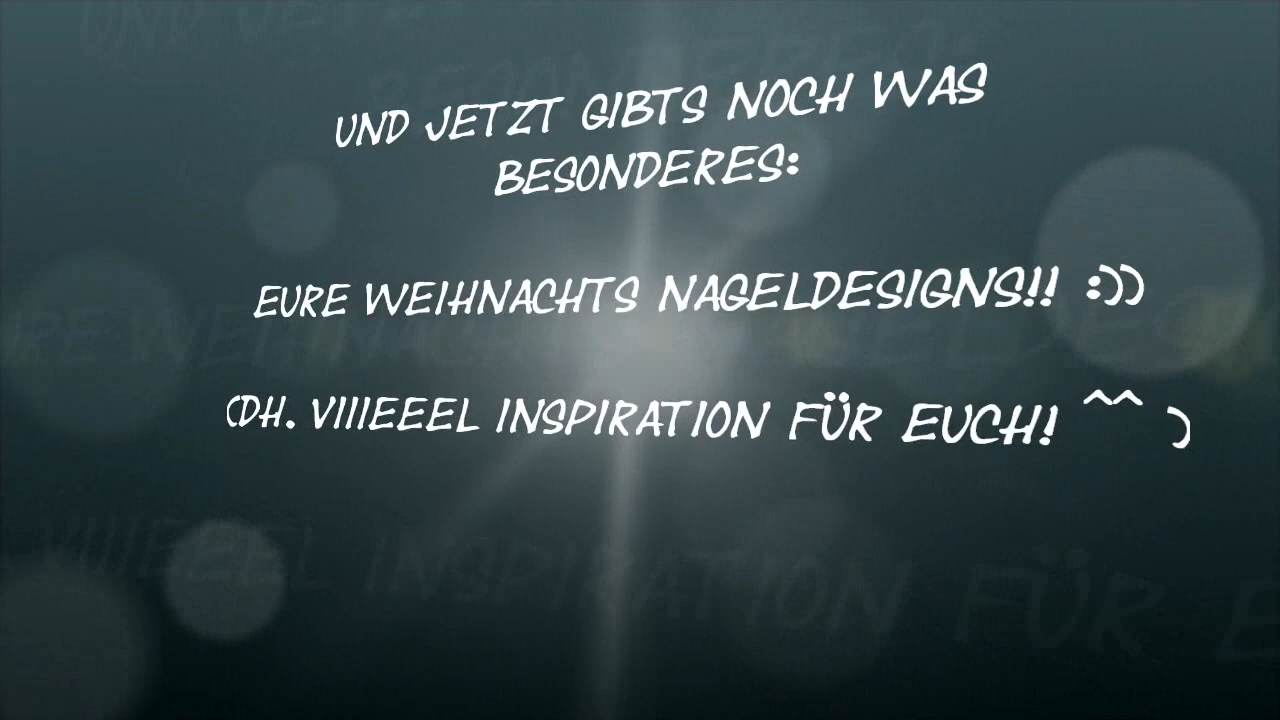 UND JETZT GIBTS NOCH WAS
BESONDERES:
EURE WEIHNACHTS NAGELDESIGNS!! :))
(DH. VIIIEEEL INSPIRATION FÜR EUCH! ^^ )